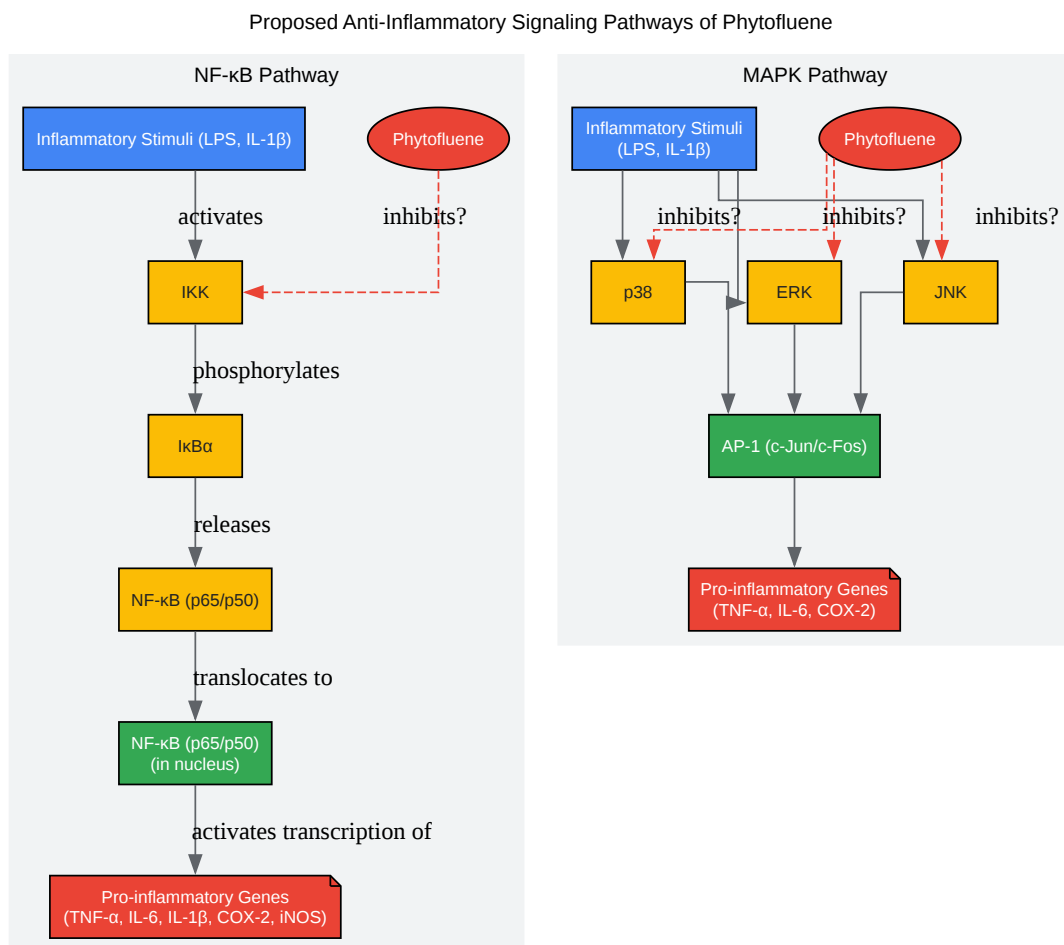 Proposed Anti-Inflammatory Signaling Pathways of Phytofluene
NF-κB Pathway
Inflammatory Stimuli (LPS, IL-1β)
Phytofluene
activates
inhibits?
IKK
phosphorylates
IκBα
releases
NF-κB (p65/p50)
translocates to
NF-κB (p65/p50)
(in nucleus)
activates transcription of
Pro-inflammatory Genes
(TNF-α, IL-6, IL-1β, COX-2, iNOS)
MAPK Pathway
Inflammatory Stimuli
(LPS, IL-1β)
Phytofluene
inhibits?
inhibits?
inhibits?
p38
ERK
JNK
AP-1 (c-Jun/c-Fos)
Pro-inflammatory Genes
(TNF-α, IL-6, COX-2)